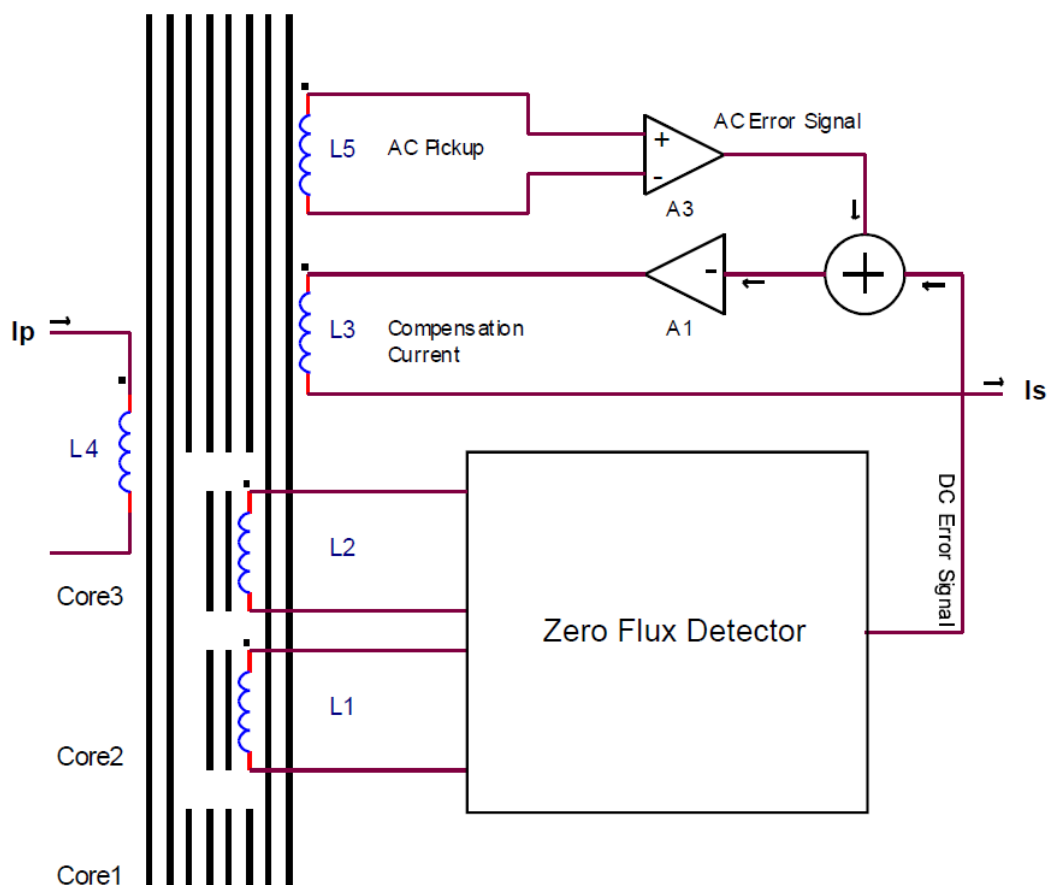 L5
AC Pickup
+
-
A3
AC Error Signal
L3
Compensation
Current
-
A1
+
Ip
L4
Is
L2
L1
Zero Flux Detector
DC Error Signal
Core3
Core2
Core1